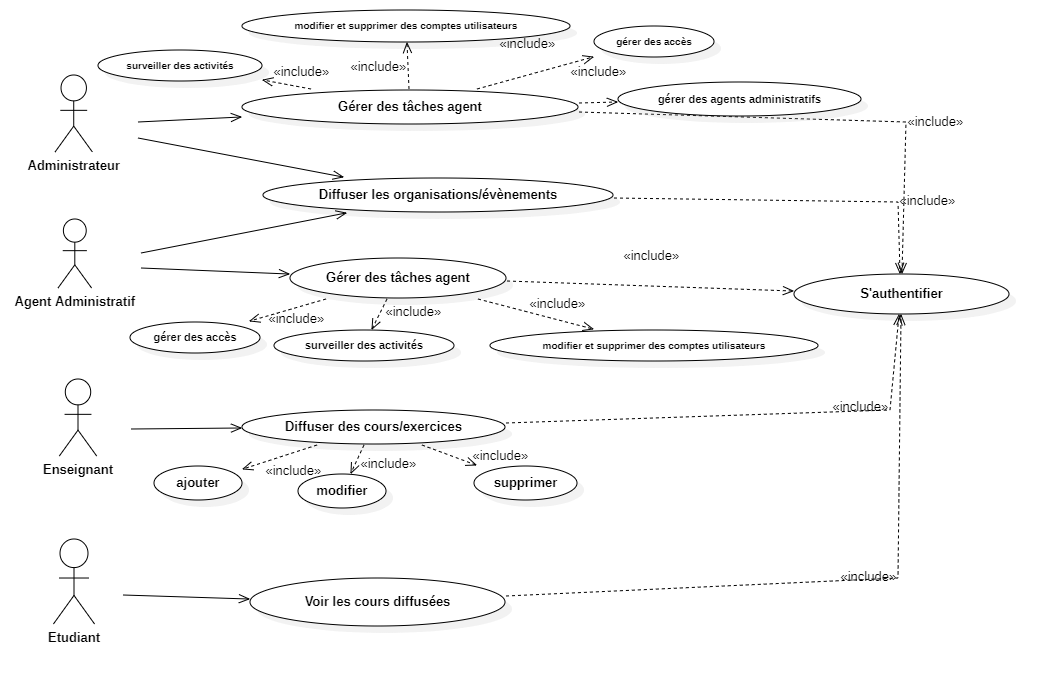 modifier et supprimer des comptes utilisateurs
«include»
gérer des accès
surveiller des activités
«include»
«include»
«include»
Gérer des tâches agent
gérer des agents administratifs
«include»
Administrateur
Diffuser les organisations/évènements
«include»
«include»
Gérer des tâches agent
S'authentifier
Agent Administratif
«include»
«include»
«include»
gérer des accès
surveiller des activités
modifier et supprimer des comptes utilisateurs
«include»
Diffuser des cours/exercices
Enseignant
«include»
«include»
«include»
ajouter
modifier
supprimer
«include»
Voir les cours diffusées
Etudiant